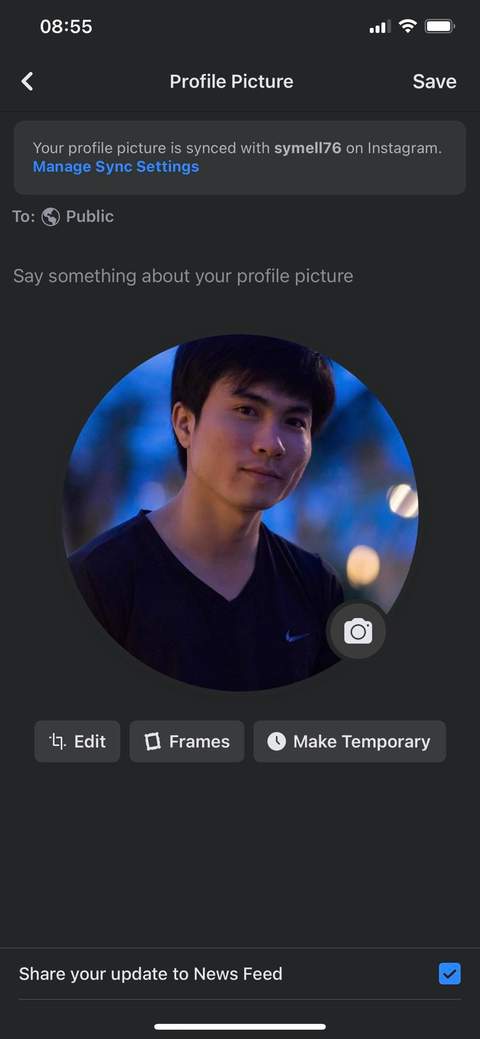 08:55
Profile Picture
Save
Your profile picture is synced with symell76 on Instagram.
Manage Sync Settings
To: Public
Say something about your profile picture
Edit
Frames
Make Temporary
Share your update to News Feed